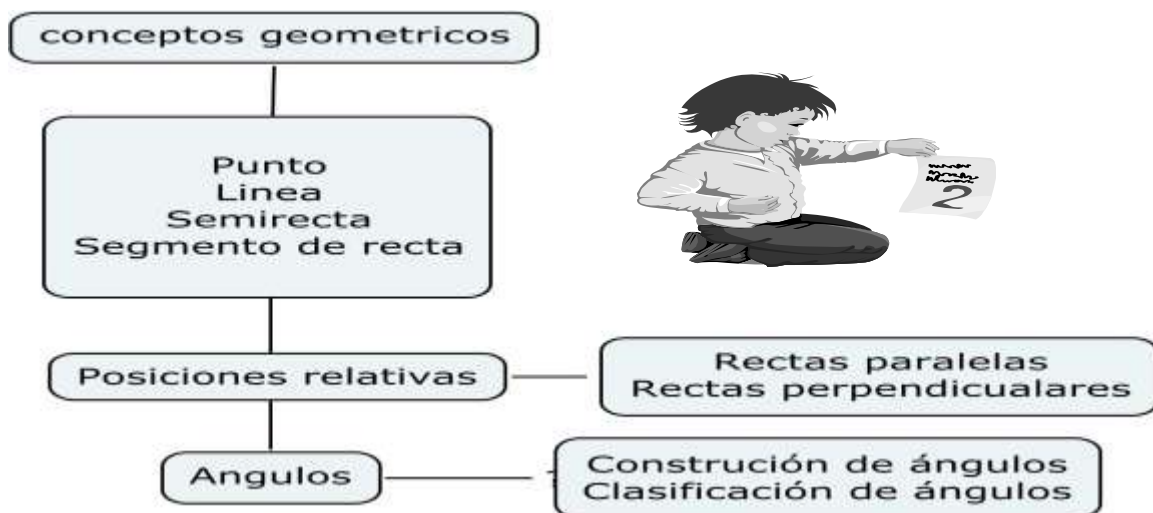 conceptos geometricos
Punto
Linea
Semirecta
Segmento de recta
2
Posiciones relativas
Rectas paralelas
Rectas perpendicualares
Angulos
Construción de ángulos
Clasificación de ángulos